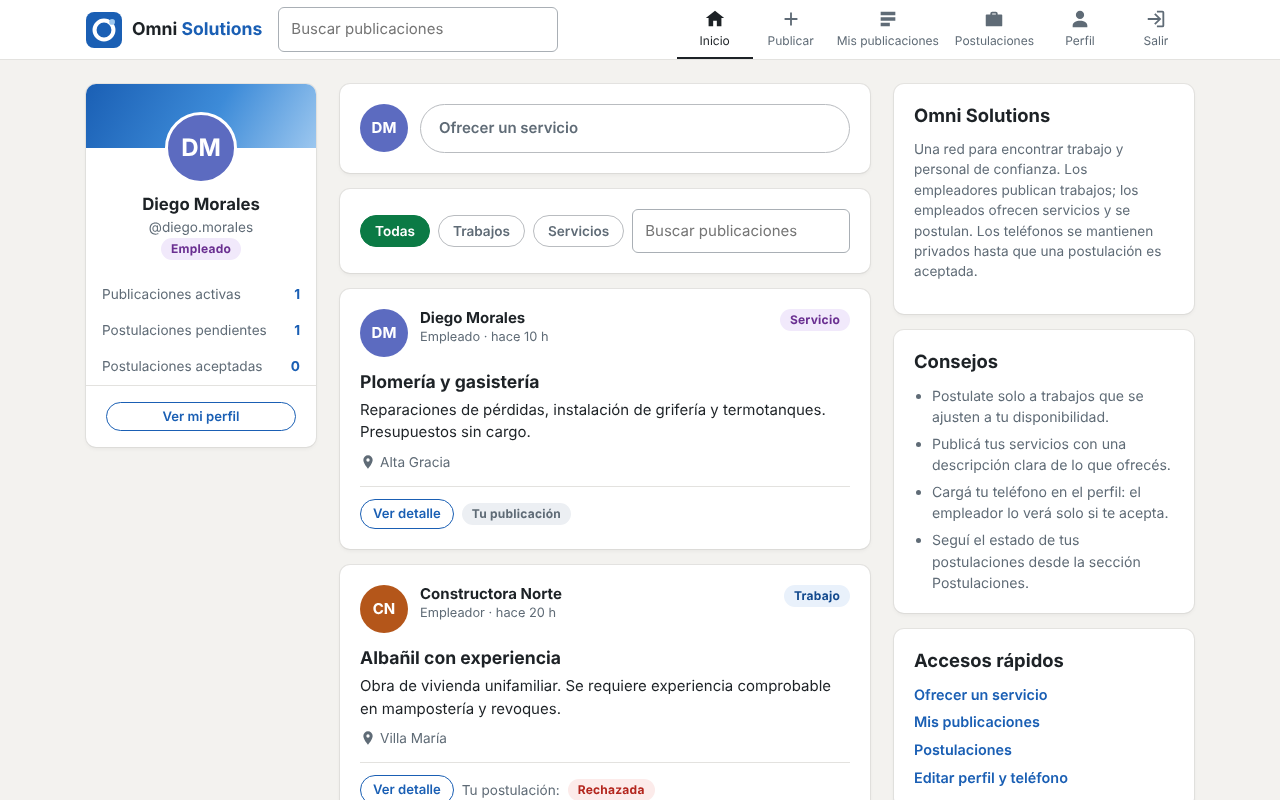 Omni Solutions
Buscar publicaciones
Inicio
Publicar
Mis publicaciones
Postulaciones
Perfil
Salir
DM
Diego Morales
@diego.morales
Empleado
Publicaciones activas 1
Postulaciones pendientes 1
Postulaciones aceptadas 0
Ver mi perfil
DM
Ofrecer un servicio
Todas
Trabajos
Servicios
Buscar publicaciones
DM
Diego Morales
Servicio
Empleado · hace 10 h
Plomería y gasistería
Reparaciones de pérdidas, instalación de grifería y termotanques.
Presupuestos sin cargo.
Alta Gracia
Ver detalle
Tu publicación
CN
Constructora Norte
Trabajo
Empleador · hace 20 h
Albañil con experiencia
Obra de vivienda unifamiliar. Se requiere experiencia comprobable
en mampostería y revoques.
Villa María
Ver detalle
Tu postulación: Rechazada
Omni Solutions
Una red para encontrar trabajo y
personal de confianza. Los
empleadores publican trabajos; los
empleados ofrecen servicios y se
postulan. Los teléfonos se mantienen
privados hasta que una postulación es
aceptada.
Consejos
• Postulate solo a trabajos que se
ajusten a tu disponibilidad.
• Publicá tus servicios con una
descripción clara de lo que ofrecés.
• Cargá tu teléfono en el perfil: el
empleador lo verá solo si te acepta.
• Seguí el estado de tus
postulaciones desde la sección
Postulaciones.
Accesos rápidos
Ofrecer un servicio
Mis publicaciones
Postulaciones
Editar perfil y teléfono